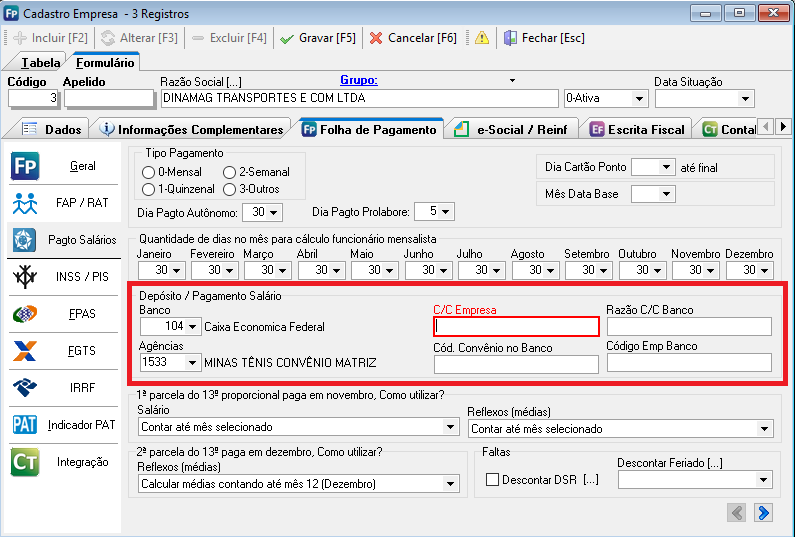 Fp Cadastro Empresa - 3 Registros
Incluir [F2] Alterar [F3] Excluir [F4] Gravar [F5] Cancelar [F6] Fechar [Esc]
Tabela Formulário
Código Apelido Razão Social [...] Grupo: Data Situação
3 DINAMAG TRANSPORTES E COM LTDA 0-Ativa
Dados Informações Complementares Fp Folha de Pagamento e-Social / Reinf EF Escrita Fiscal CT Contal
Fp Geral
FAP / RAT
Pagto Salários
INSS / PIS
FPAS
FGTS
IRRF
PAT Indicador PAT
CT Integração
Tipo Pagamento
0-Mensal 2-Semanal
1-Quinzenal 3-Outros
Dia Cartão Ponto até final
Mês Data Base
Dia Pagto Autônomo: 30 Dia Pagto Prolabore: 5
Quantidade de dias no mês para cálculo funcionário mensalista
Janeiro Fevereiro Março Abril Maio Junho Julho Agosto Setembro Outubro Novembro Dezembro
30 30 30 30 30 30 30 30 30 30 30 30
Depósito / Pagamento Salário
Banco C/C Empresa Razão C/C Banco
104 Caixa Economica Federal
Agências Cód. Convênio no Banco Código Emp Banco
1533 MINAS TÊNIS CONVÊNIO MATRIZ
1ª parcela do 13º proporcional paga em novembro, Como utilizar?
Salário Reflexos (médias)
Contar até mês selecionado Contar até mês selecionado
2ª parcela do 13º paga em dezembro, Como utilizar?
Reflexos (médias)
Calcular médias contando até mês 12 (Dezembro)
Faltas
Descontar DSR [...] Descontar Feriado [...]